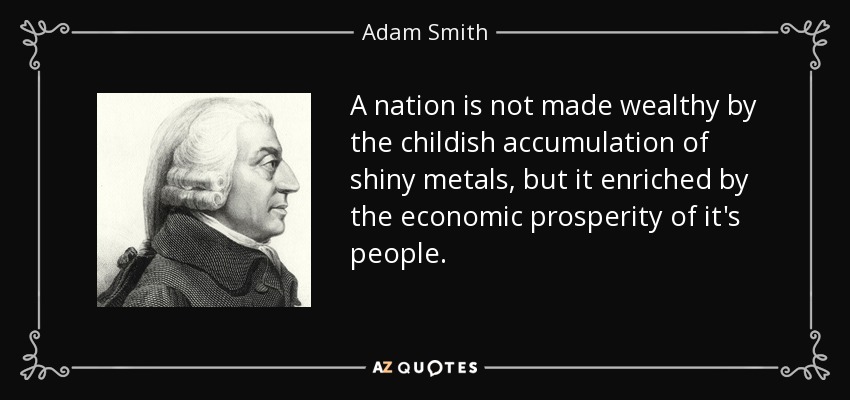 Adam Smith
A nation is not made wealthy by
the childish accumulation of
shiny metals, but it enriched by
the economic prosperity of it's
people.
AZ QUOTES